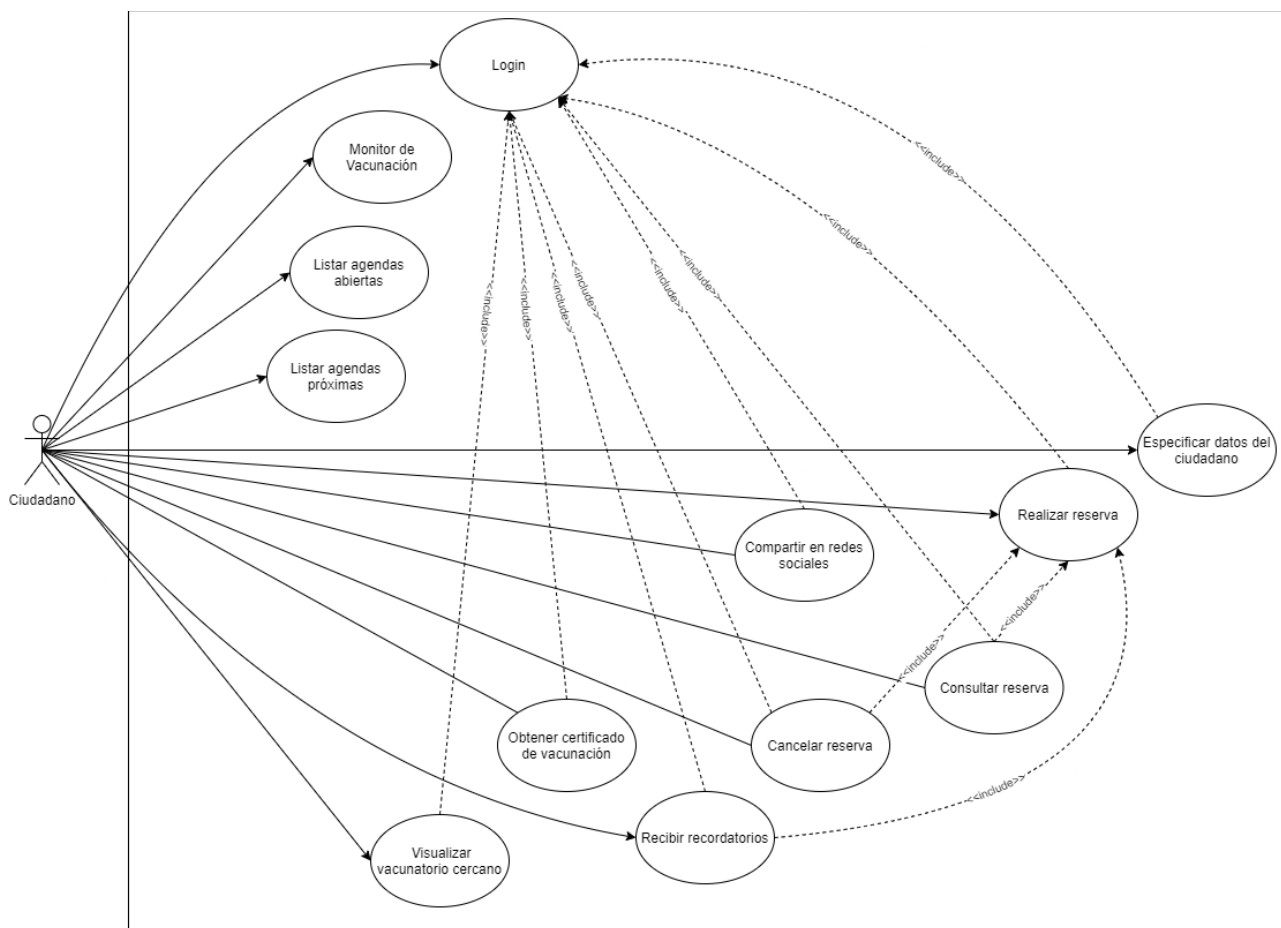 Login
<<include>>
Monitor de
Vacunación
<<include>>
Listar agendas
abiertas
<<include>>
<<include>>
<<include>>
<<include>>
<<include>>
<<include>>
Listar agendas
próximas
Especificar datos del
ciudadano
Ciudadano
Realizar reserva
Compartir en redes
sociales
<<include>>
<<include>>
Consultar reserva
Obtener certificado
de vacunación
Cancelar reserva
<<include>>
Recibir recordatorios
Visualizar
vacunatorio cercano